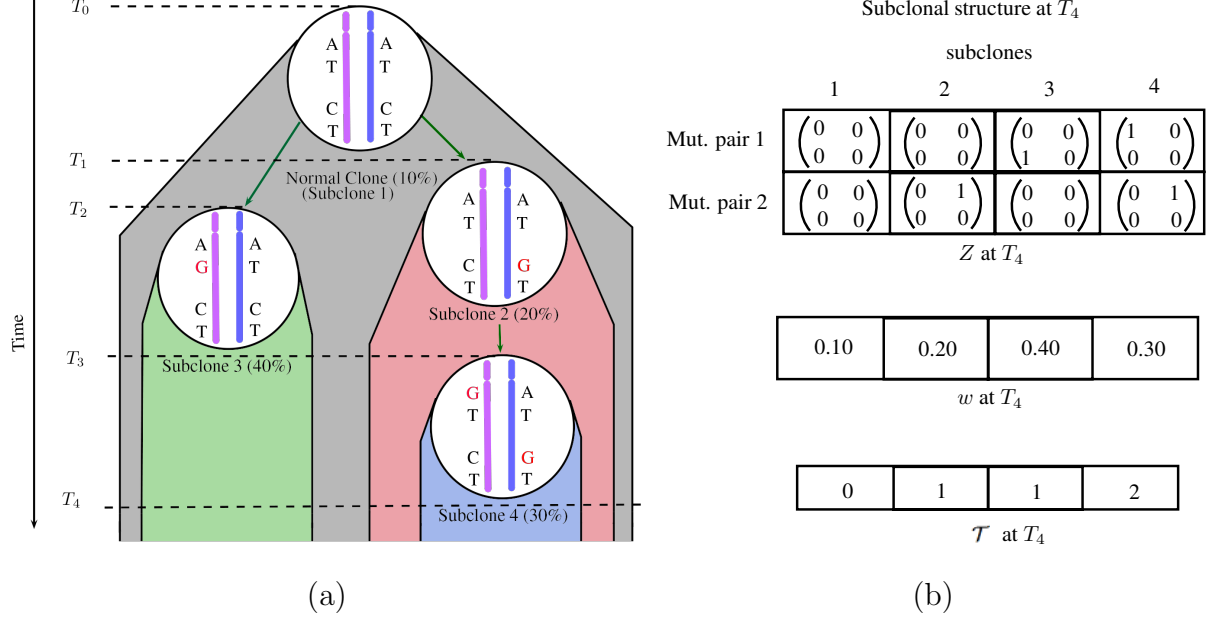 T0
A A
T T
C C
T T
T1
Normal Clone (10%)
(Subclone 1)
T2
A A
T T
C G
T T
A A
G T
C C
T T
Subclone 2 (20%)
T3
Subclone 3 (40%)
G A
T T
C G
T T
T4
Subclone 4 (30%)
Time
(a)
Subclonal structure at T4
subclones
1 2 3 4
Mut. pair 1
0 0 0 0 0 0 1 0
0 0 0 0 1 0 0 0
Mut. pair 2
0 0 0 1 0 0 0 1
0 0 0 0 0 0 0 0
Z at T4
0.10 0.20 0.40 0.30
w at T4
0 1 1 2
𝒯 at T4
(b)